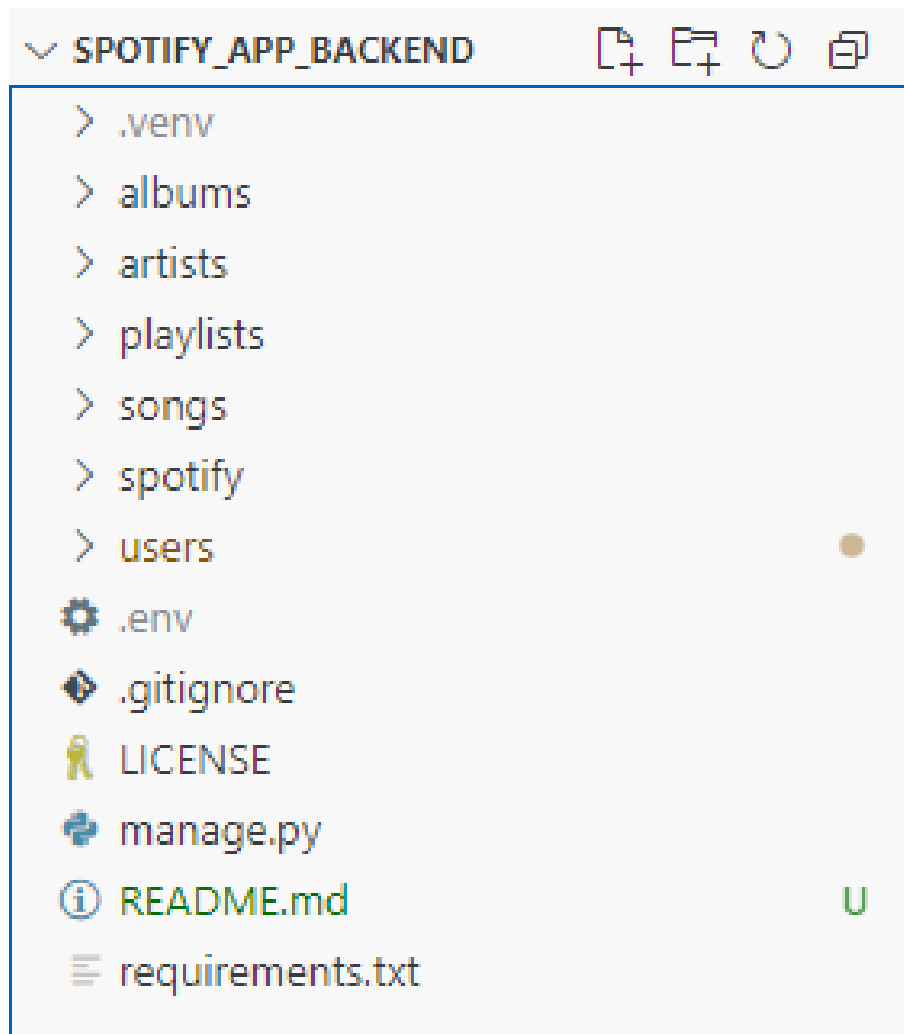 SPOTIFY_APP_BACKEND
.venv
albums
artists
playlists
songs
spotify
users
.env
.gitignore
LICENSE
manage.py
README.md U
requirements.txt